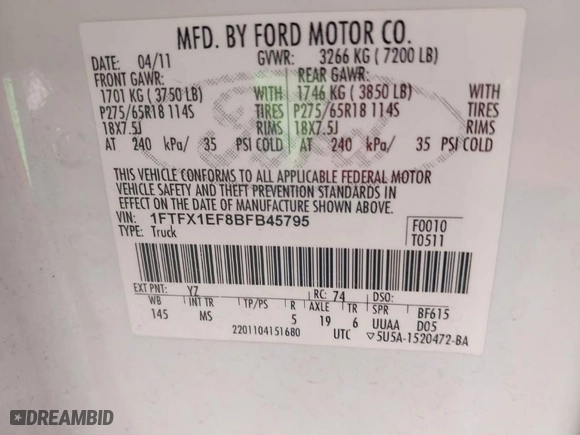 MFD. BY FORD MOTOR CO.
DATE: 04/11 GVWR: 3266 KG ( 7200 LB)
FRONT GAWR: REAR GAWR:
1701 KG ( 3750 LB) WITH 1746 KG ( 3850 LB) WITH
P275/65R18 114S TIRES P275/65R18 114S TIRES
18X7.5J RIMS 18X7.5J RIMS
AT 240 kPa/ 35 PSI COLD AT 240 kPa/ 35 PSI COLD
THIS VEHICLE CONFORMS TO ALL APPLICABLE FEDERAL MOTOR
VEHICLE SAFETY AND THEFT PREVENTION STANDARDS IN
EFFECT ON THE DATE OF MANUFACTURE SHOWN ABOVE.
VIN: 1FTFX1EF8BFB45795 F0010
TYPE: Truck T0511
EXT PNT: YZ RC: 74 DSO:
WB INT TR TP/PS R AXLE TR SPR BF615
145 MS 5 19 6 UUAA D05
2201104151680 UTC ▽5U5A-1520472-BA
DREAMBID